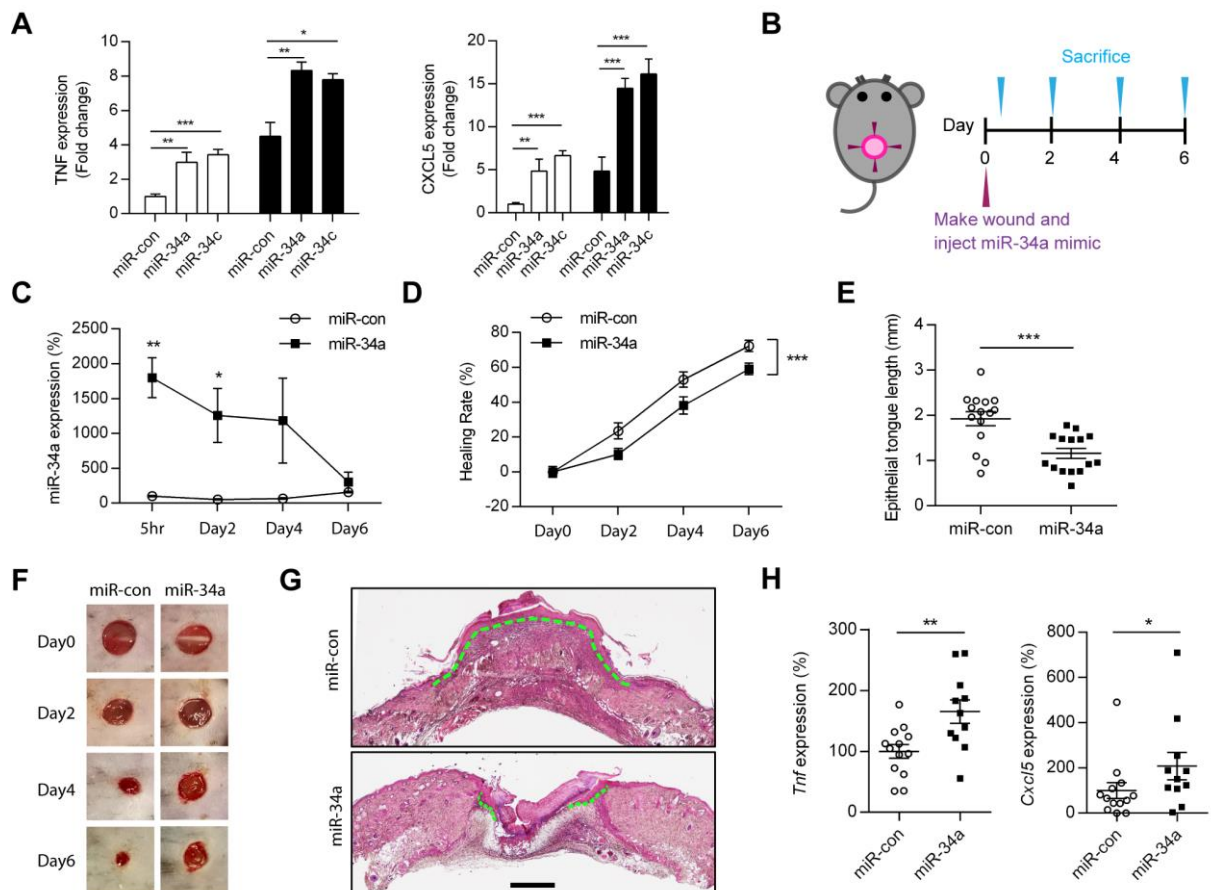 A
TNF expression
(Fold change)
10
8
6
4
2
0
**
***
**
*
miR-con
miR-34a
miR-34c
miR-con
miR-34a
miR-34c
CXCL5 expression
(Fold change)
20
15
10
5
0
**
***
***
***
miR-con
miR-34a
miR-34c
miR-con
miR-34a
miR-34c
B
Sacrifice
Day
0
2
4
6
Make wound and
inject miR-34a mimic
C
miR-con
miR-34a
miR-34a expression (%)
2500
2000
1500
1000
500
0
**
*
5hr
Day2
Day4
Day6
D
miR-con
miR-34a
Healing Rate (%)
80
60
40
20
0
-20
***
Day0
Day2
Day4
Day6
E
Epithelial tongue length (mm)
4
3
2
1
0
***
miR-con
miR-34a
F
miR-con
miR-34a
Day0
Day2
Day4
Day6
G
miR-con
miR-34a
H
Tnf expression (%)
300
200
150
100
50
0
**
miR-con
miR-34a
Cxcl5 expression (%)
800
600
400
200
0
*
miR-con
miR-34a